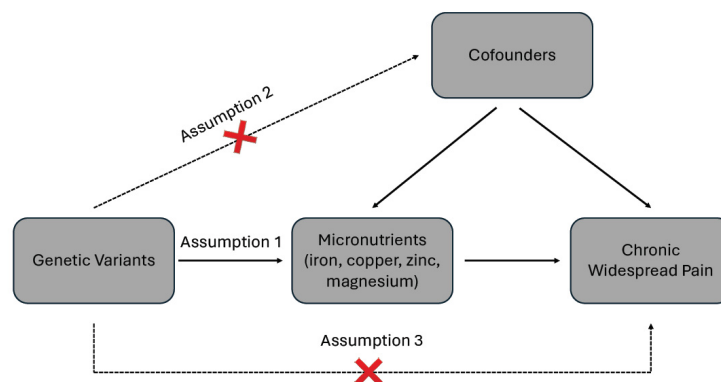 Cofounders
Assumption 2
Genetic Variants
Assumption 1
Micronutrients
(iron, copper, zinc,
magnesium)
Chronic
Widespread Pain
Assumption 3